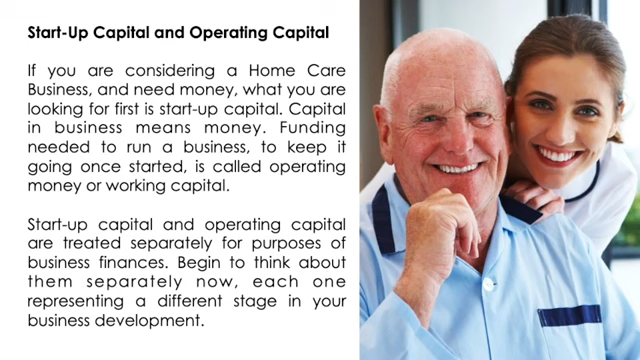 Start-Up Capital and Operating Capital
If you are considering a Home Care
Business, and need money, what you are
looking for first is start-up capital. Capital
in business means money. Funding
needed to run a business, to keep it
going once started, is called operating
money or working capital.
Start-up capital and operating capital
are treated separately for purposes of
business finances. Begin to think about
them separately now, each one
representing a different stage in your
business development.